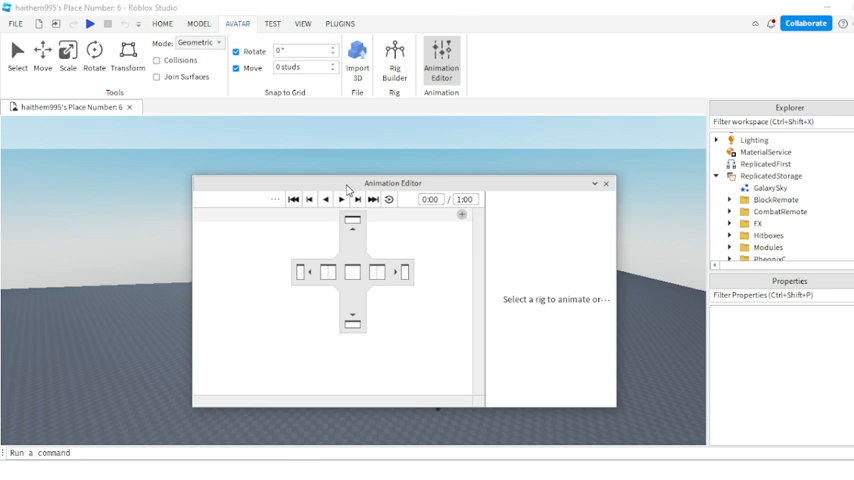 haithem995's Place Number: 6 - Roblox Studio
FILE HOME MODEL AVATAR TEST VIEW PLUGINS Collaborate
Select Move Scale Rotate Transform
Mode: Geometric
Collisions
Join Surfaces
Rotate 0°
Move 0 studs
Import 3D
Rig Builder
Animation Editor
Tools Snap to Grid File Rig Animation
haithem995's Place Number: 6
Explorer
Filter workspace (Ctrl+Shift+X)
Lighting
MaterialService
ReplicatedFirst
ReplicatedStorage
GalaxySky
BlockRemote
CombatRemote
FX
Hitboxes
Modules
Properties
Filter Properties (Ctrl+Shift+P)
Animation Editor
0:00 / 1:00
Select a rig to animate or···
Run a command